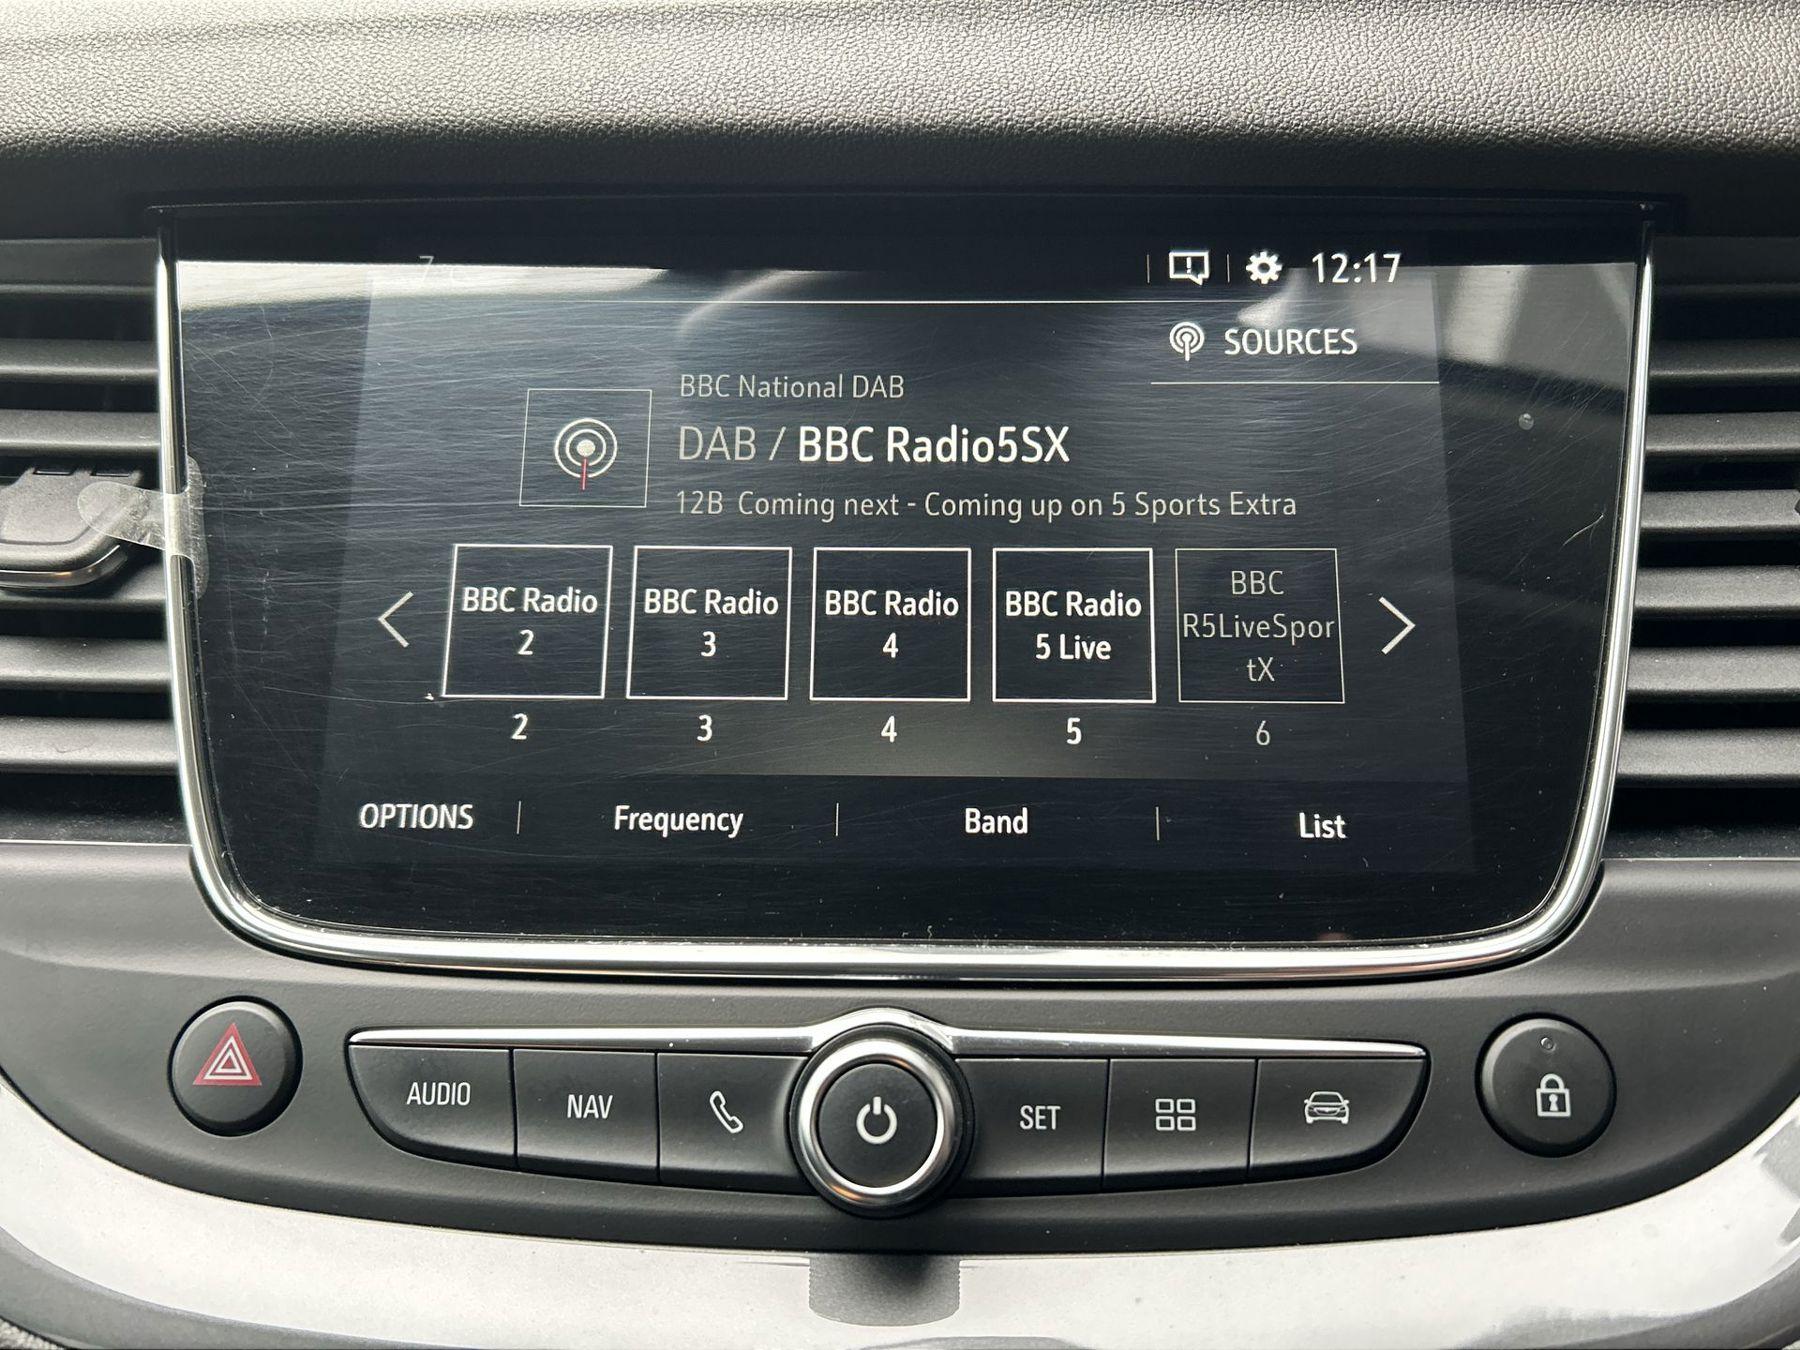 12:17
SOURCES
BBC National DAB
DAB / BBC Radio5SX
12B Coming next - Coming up on 5 Sports Extra
BBC Radio
2
BBC Radio
3
BBC Radio
4
BBC Radio
5 Live
BBC
R5LiveSpor
tX
2
3
4
5
6
OPTIONS
Frequency
Band
List
AUDIO
NAV
SET